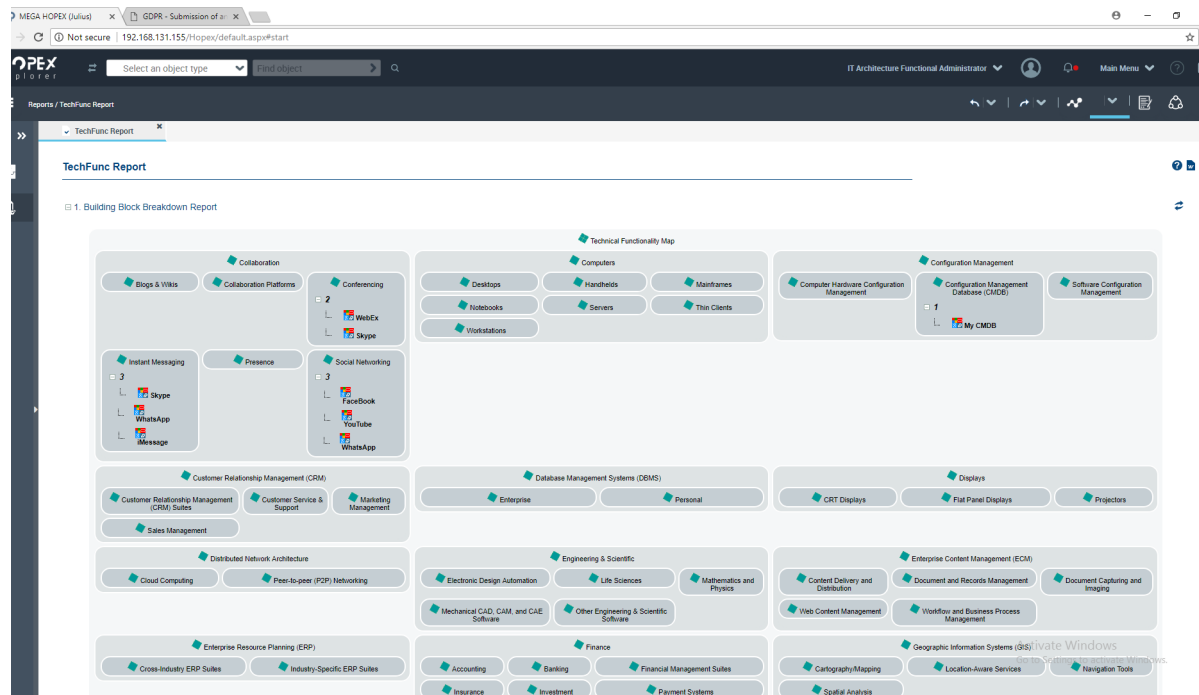 MEGA HOPEX (Julius)
GDPR - Submission of an
Not secure
192.168.131.155/Hopex/default.aspx#start
OPEX
plorer
Select an object type
Find object
IT Architecture Functional Administrator
Main Menu
Reports / TechFunc Report
TechFunc Report
TechFunc Report
1. Building Block Breakdown Report
Technical Functionality Map
Collaboration
Blogs & Wikis
Collaboration Platforms
Conferencing
2
WebEx
Skype
Instant Messaging
3
Skype
WhatsApp
iMessage
Presence
Social Networking
3
FaceBook
YouTube
WhatsApp
Computers
Desktops
Handhelds
Mainframes
Notebooks
Servers
Thin Clients
Workstations
Configuration Management
Computer Hardware Configuration
Management
Configuration Management
Database (CMDB)
1
My CMDB
Software Configuration
Management
Customer Relationship Management (CRM)
Customer Relationship Management
(CRM) Suites
Customer Service &
Support
Marketing
Management
Sales Management
Database Management Systems (DBMS)
Enterprise
Personal
Displays
CRT Displays
Flat Panel Displays
Projectors
Distributed Network Architecture
Cloud Computing
Peer-to-peer (P2P) Networking
Engineering & Scientific
Electronic Design Automation
Life Sciences
Mathematics and
Physics
Mechanical CAD, CAM, and CAE
Software
Other Engineering & Scientific
Software
Enterprise Content Management (ECM)
Content Delivery and
Distribution
Document and Records Management
Document Capturing and
Imaging
Web Content Management
Workflow and Business Process
Management
Enterprise Resource Planning (ERP)
Cross-Industry ERP Suites
Industry-Specific ERP Suites
Finance
Accounting
Banking
Financial Management Suites
Insurance
Investment
Payment Systems
Geographic Information Systems (GIS)
Cartography/Mapping
Location-Aware Services
Navigation Tools
Spatial Analysis
Activate Windows
Go to Settings to activate Windows.